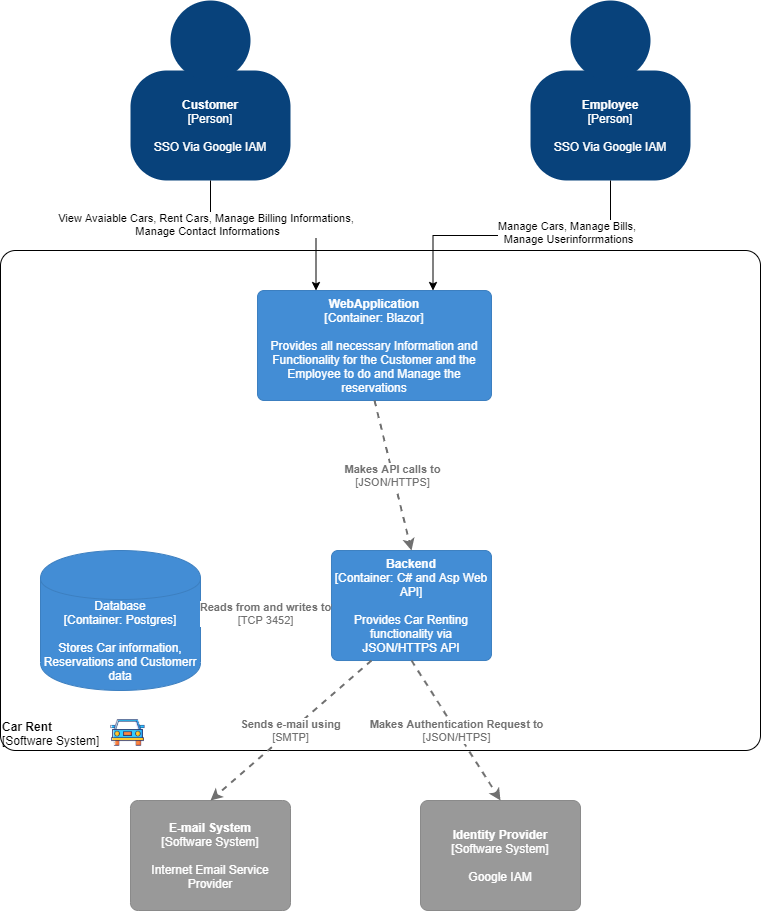 Customer
[Person]
SSO Via Google IAM
Employee
[Person]
SSO Via Google IAM
View Avaiable Cars, Rent Cars, Manage Billing Informations,
Manage Contact Informations
Manage Cars, Manage Bills,
Manage Userinformrmations
WebApplication
[Container: Blazor]
Provides all necessary Information and
Functionality for the Customer and the
Employee to do and Manage the
reservations
Makes API calls to
[JSON/HTTPS]
Database
[Container: Postgres]
Stores Car information,
Reservations and Customerr
data
Reads from and writes to
[TCP 3452]
Backend
[Container: C# and Asp Web
API]
Provides Car Renting
functionality via
JSON/HTTPS API
Car Rent
[Software System]
Sends e-mail using
[SMTP]
Makes Authentication Request to
[JSON/HTPS]
E-mail System
[Software System]
Internet Email Service
Provider
Identity Provider
[Software System]
Google IAM